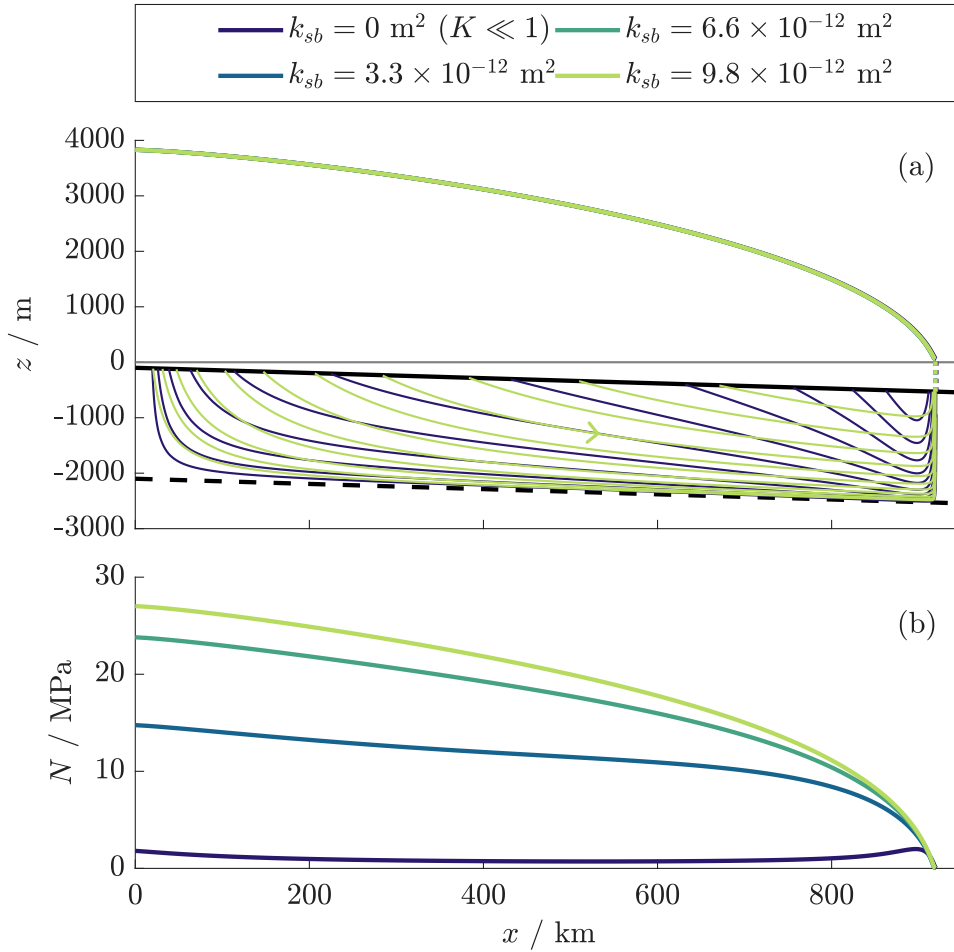 k_sb = 0 m² (K ≪ 1) k_sb = 6.6 × 10⁻¹² m²
k_sb = 3.3 × 10⁻¹² m² k_sb = 9.8 × 10⁻¹² m²
4000
(a)
3000
2000
1000
z / m
0
-1000
-2000
-3000
30
(b)
20
N / MPa
10
0
0 200 400 600 800
x / km